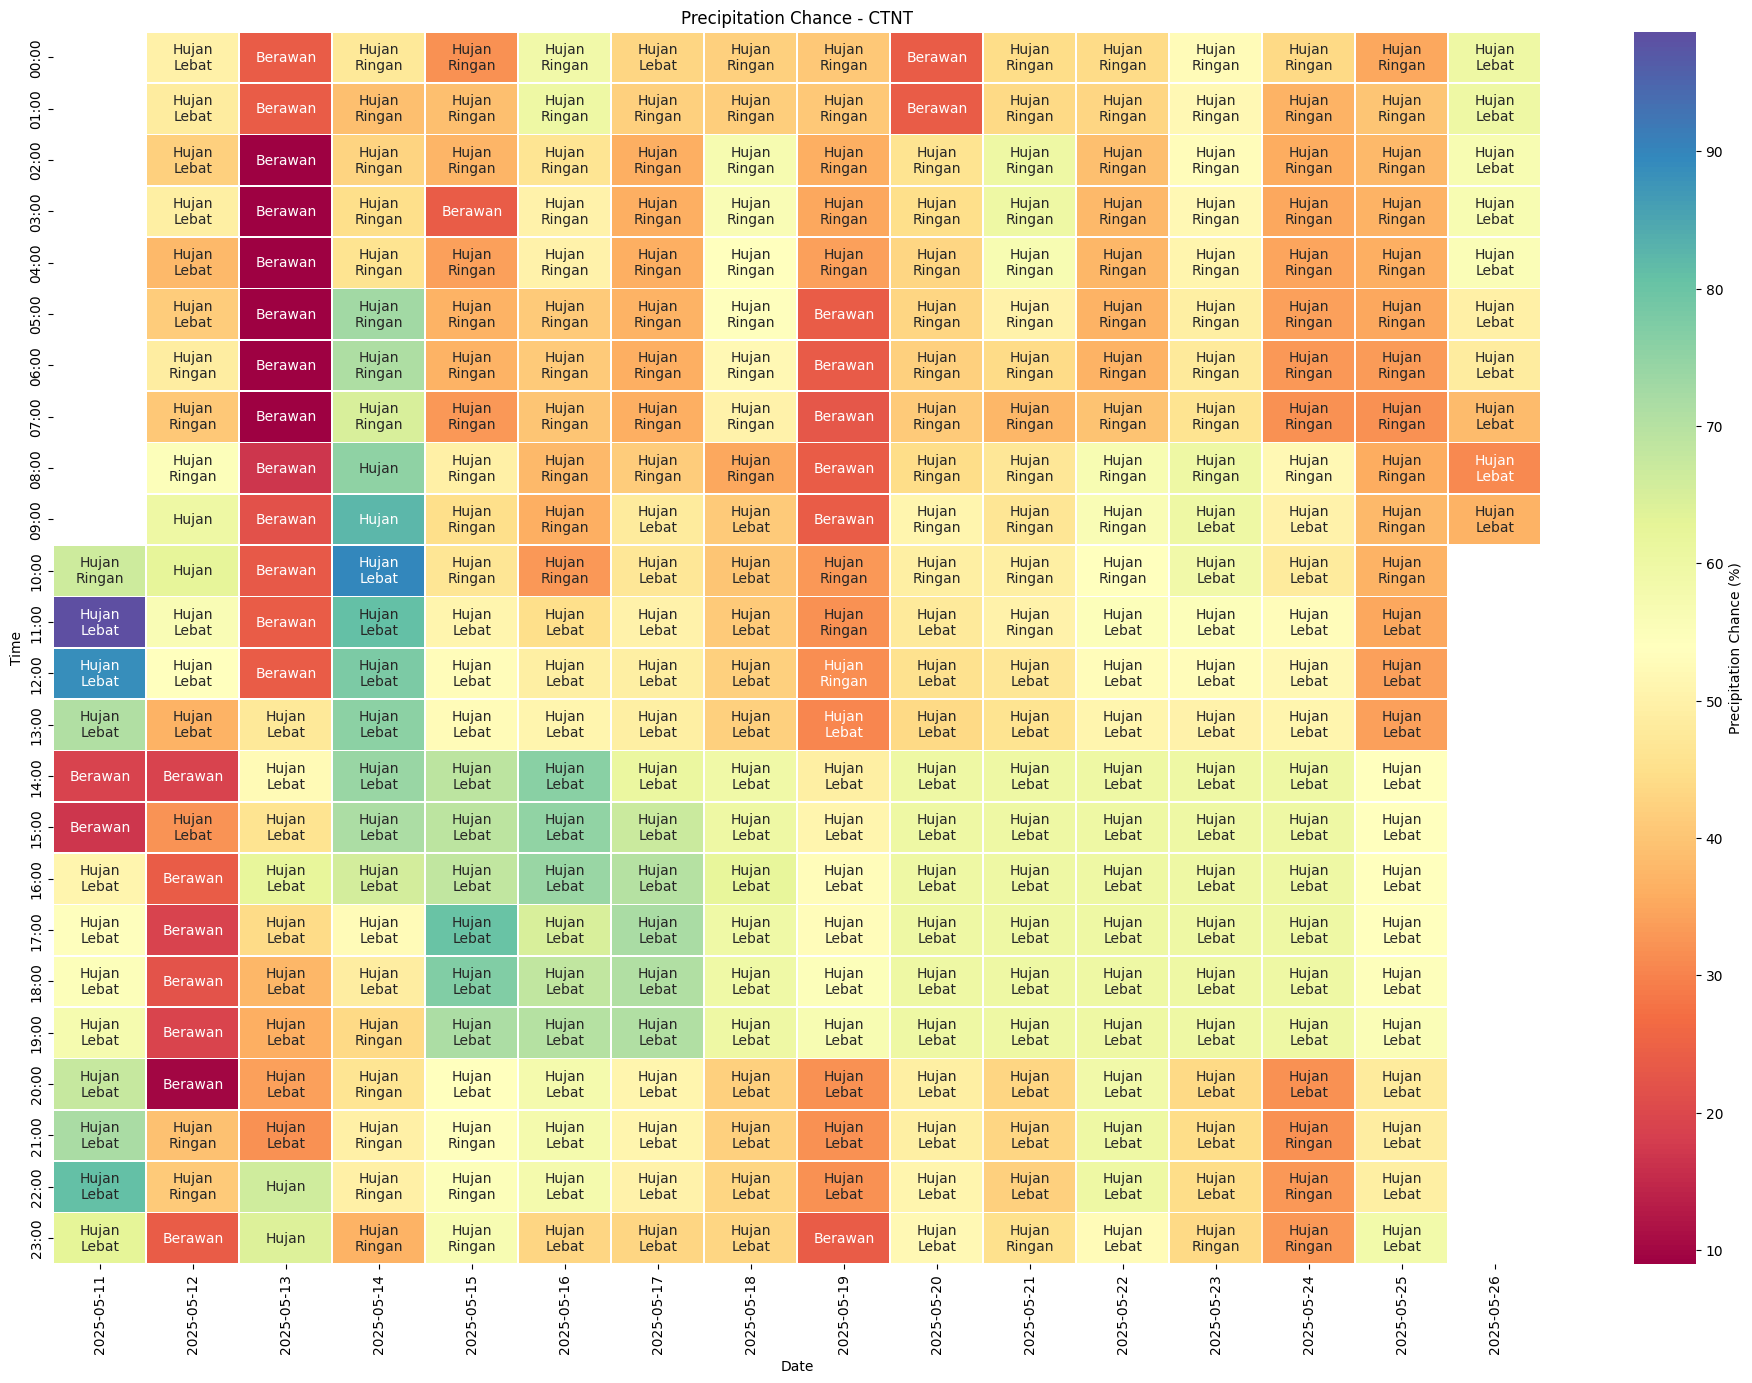 Precipitation Chance - CTNT
00:00 Hujan Lebat Berawan Hujan Ringan Hujan Ringan Hujan Ringan Hujan Lebat Hujan Ringan Hujan Ringan Berawan Hujan Ringan Hujan Ringan Hujan Ringan Hujan Ringan Hujan Ringan Hujan Lebat
01:00 Hujan Lebat Berawan Hujan Ringan Hujan Ringan Hujan Ringan Hujan Ringan Hujan Ringan Hujan Ringan Berawan Hujan Ringan Hujan Ringan Hujan Ringan Hujan Ringan Hujan Ringan Hujan Lebat
02:00 Hujan Lebat Berawan Hujan Ringan Hujan Ringan Hujan Ringan Hujan Ringan Hujan Ringan Hujan Ringan Hujan Ringan Hujan Ringan Hujan Ringan Hujan Ringan Hujan Ringan Hujan Ringan Hujan Lebat
03:00 Hujan Lebat Berawan Hujan Ringan Berawan Hujan Ringan Hujan Ringan Hujan Ringan Hujan Ringan Hujan Ringan Hujan Ringan Hujan Ringan Hujan Ringan Hujan Ringan Hujan Ringan Hujan Lebat
04:00 Hujan Lebat Berawan Hujan Ringan Hujan Ringan Hujan Ringan Hujan Ringan Hujan Ringan Hujan Ringan Hujan Ringan Hujan Ringan Hujan Ringan Hujan Ringan Hujan Ringan Hujan Ringan Hujan Lebat
05:00 Hujan Lebat Berawan Hujan Ringan Hujan Ringan Hujan Ringan Hujan Ringan Hujan Ringan Berawan Hujan Ringan Hujan Ringan Hujan Ringan Hujan Ringan Hujan Ringan Hujan Ringan Hujan Lebat
06:00 Hujan Ringan Berawan Hujan Ringan Hujan Ringan Hujan Ringan Hujan Ringan Hujan Ringan Berawan Hujan Ringan Hujan Ringan Hujan Ringan Hujan Ringan Hujan Ringan Hujan Ringan Hujan Lebat
07:00 Hujan Ringan Berawan Hujan Ringan Hujan Ringan Hujan Ringan Hujan Ringan Hujan Ringan Berawan Hujan Ringan Hujan Ringan Hujan Ringan Hujan Ringan Hujan Ringan Hujan Ringan Hujan Lebat
08:00 Hujan Ringan Berawan Hujan Hujan Ringan Hujan Ringan Hujan Ringan Hujan Ringan Berawan Hujan Ringan Hujan Ringan Hujan Ringan Hujan Ringan Hujan Ringan Hujan Ringan Hujan Lebat
09:00 Hujan Berawan Hujan Hujan Ringan Hujan Ringan Hujan Lebat Hujan Lebat Berawan Hujan Ringan Hujan Ringan Hujan Ringan Hujan Lebat Hujan Lebat Hujan Ringan Hujan Lebat
10:00 Hujan Ringan Hujan Berawan Hujan Lebat Hujan Ringan Hujan Ringan Hujan Lebat Hujan Lebat Hujan Ringan Hujan Ringan Hujan Ringan Hujan Ringan Hujan Lebat Hujan Lebat Hujan Ringan
11:00 Hujan Lebat Hujan Lebat Berawan Hujan Lebat Hujan Lebat Hujan Lebat Hujan Lebat Hujan Lebat Hujan Ringan Hujan Lebat Hujan Ringan Hujan Lebat Hujan Lebat Hujan Lebat Hujan Lebat
12:00 Hujan Lebat Hujan Lebat Berawan Hujan Lebat Hujan Lebat Hujan Lebat Hujan Lebat Hujan Lebat Hujan Ringan Hujan Lebat Hujan Lebat Hujan Lebat Hujan Lebat Hujan Lebat Hujan Lebat
13:00 Hujan Lebat Hujan Lebat Hujan Lebat Hujan Lebat Hujan Lebat Hujan Lebat Hujan Lebat Hujan Lebat Hujan Lebat Hujan Lebat Hujan Lebat Hujan Lebat Hujan Lebat Hujan Lebat Hujan Lebat
14:00 Berawan Berawan Hujan Lebat Hujan Lebat Hujan Lebat Hujan Lebat Hujan Lebat Hujan Lebat Hujan Lebat Hujan Lebat Hujan Lebat Hujan Lebat Hujan Lebat Hujan Lebat Hujan Lebat
15:00 Berawan Hujan Lebat Hujan Lebat Hujan Lebat Hujan Lebat Hujan Lebat Hujan Lebat Hujan Lebat Hujan Lebat Hujan Lebat Hujan Lebat Hujan Lebat Hujan Lebat Hujan Lebat Hujan Lebat
16:00 Hujan Lebat Berawan Hujan Lebat Hujan Lebat Hujan Lebat Hujan Lebat Hujan Lebat Hujan Lebat Hujan Lebat Hujan Lebat Hujan Lebat Hujan Lebat Hujan Lebat Hujan Lebat Hujan Lebat
17:00 Hujan Lebat Berawan Hujan Lebat Hujan Lebat Hujan Lebat Hujan Lebat Hujan Lebat Hujan Lebat Hujan Lebat Hujan Lebat Hujan Lebat Hujan Lebat Hujan Lebat Hujan Lebat Hujan Lebat
18:00 Hujan Lebat Berawan Hujan Lebat Hujan Lebat Hujan Lebat Hujan Lebat Hujan Lebat Hujan Lebat Hujan Lebat Hujan Lebat Hujan Lebat Hujan Lebat Hujan Lebat Hujan Lebat Hujan Lebat
19:00 Hujan Lebat Berawan Hujan Lebat Hujan Ringan Hujan Lebat Hujan Lebat Hujan Lebat Hujan Lebat Hujan Lebat Hujan Lebat Hujan Lebat Hujan Lebat Hujan Lebat Hujan Lebat Hujan Lebat
20:00 Hujan Lebat Berawan Hujan Lebat Hujan Ringan Hujan Lebat Hujan Lebat Hujan Lebat Hujan Lebat Hujan Lebat Hujan Lebat Hujan Lebat Hujan Lebat Hujan Lebat Hujan Lebat Hujan Lebat
21:00 Hujan Lebat Hujan Ringan Hujan Lebat Hujan Ringan Hujan Ringan Hujan Lebat Hujan Lebat Hujan Lebat Hujan Lebat Hujan Lebat Hujan Lebat Hujan Lebat Hujan Lebat Hujan Ringan Hujan Lebat
22:00 Hujan Lebat Hujan Ringan Hujan Hujan Ringan Hujan Ringan Hujan Lebat Hujan Lebat Hujan Lebat Hujan Lebat Hujan Lebat Hujan Lebat Hujan Lebat Hujan Lebat Hujan Ringan Hujan Lebat
23:00 Hujan Lebat Berawan Hujan Hujan Ringan Hujan Ringan Hujan Lebat Hujan Lebat Hujan Lebat Berawan Hujan Lebat Hujan Ringan Hujan Lebat Hujan Ringan Hujan Ringan Hujan Lebat
Time
2025-05-11 2025-05-12 2025-05-13 2025-05-14 2025-05-15 2025-05-16 2025-05-17 2025-05-18 2025-05-19 2025-05-20 2025-05-21 2025-05-22 2025-05-23 2025-05-24 2025-05-25 2025-05-26
Date
90
80
70
60
50
40
30
20
10
Precipitation Chance (%)